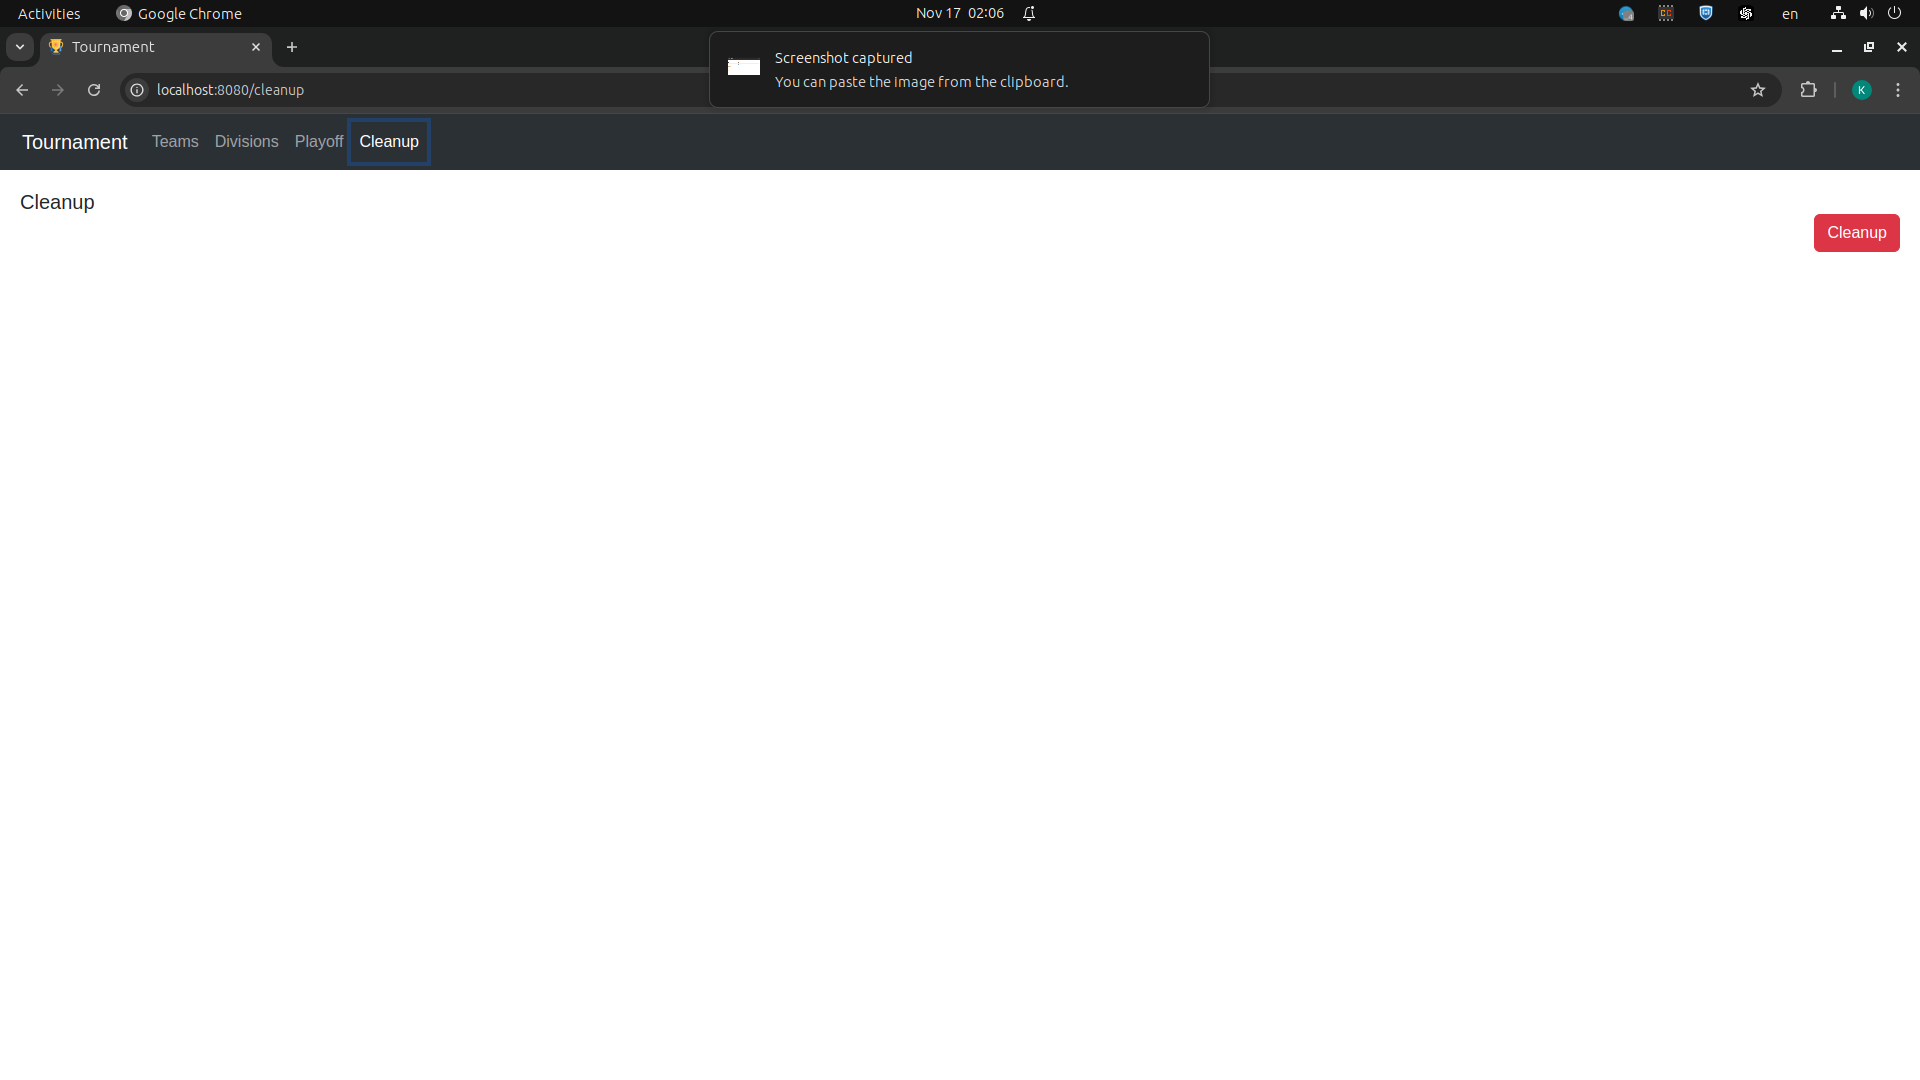 Activities Google Chrome Nov 17 02:06 en
Tournament
Screenshot captured
You can paste the image from the clipboard.
localhost:8080/cleanup K
Tournament Teams Divisions Playoff Cleanup
Cleanup
Cleanup